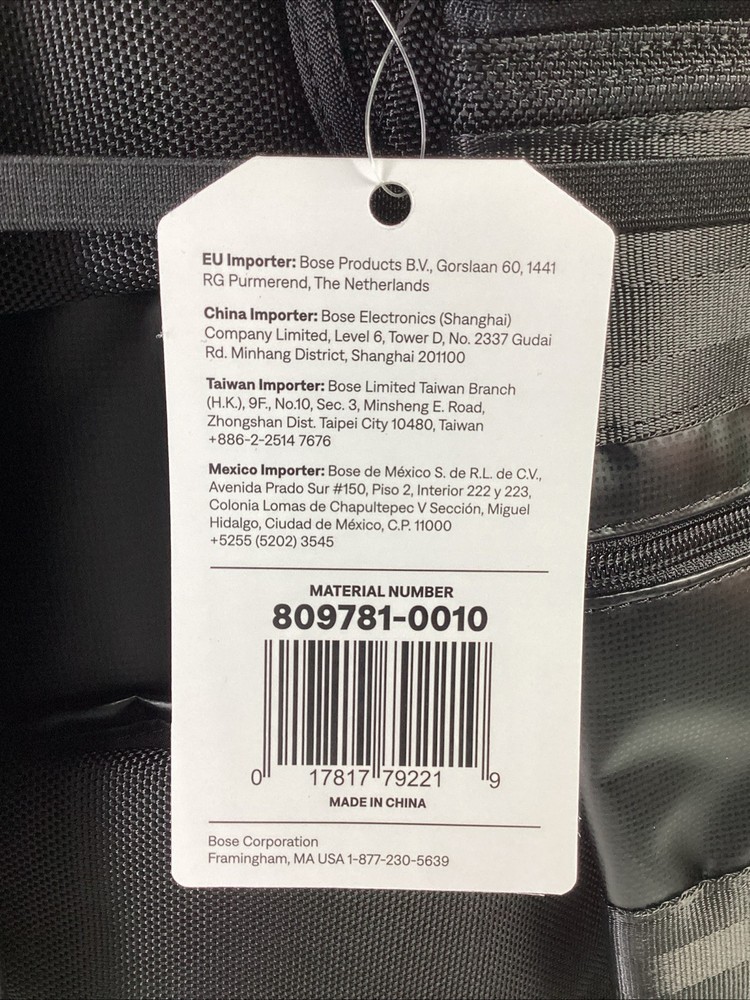 EU Importer: Bose Products B.V., Gorslaan 60, 1441
RG Purmerend, The Netherlands
China Importer: Bose Electronics (Shanghai)
Company Limited, Level 6, Tower D, No. 2337 Gudai
Rd. Minhang District, Shanghai 201100
Taiwan Importer: Bose Limited Taiwan Branch
(H.K.), 9F., No.10, Sec. 3, Minsheng E. Road,
Zhongshan Dist. Taipei City 10480, Taiwan
+886-2-2514 7676
Mexico Importer: Bose de México S. de R.L. de C.V.,
Avenida Prado Sur #150, Piso 2, Interior 222 y 223,
Colonia Lomas de Chapultepec V Sección, Miguel
Hidalgo, Ciudad de México, C.P. 11000
+5255 (5202) 3545
MATERIAL NUMBER
809781-0010
0 17817 79221 9
MADE IN CHINA
Bose Corporation
Framingham, MA USA 1-877-230-5639